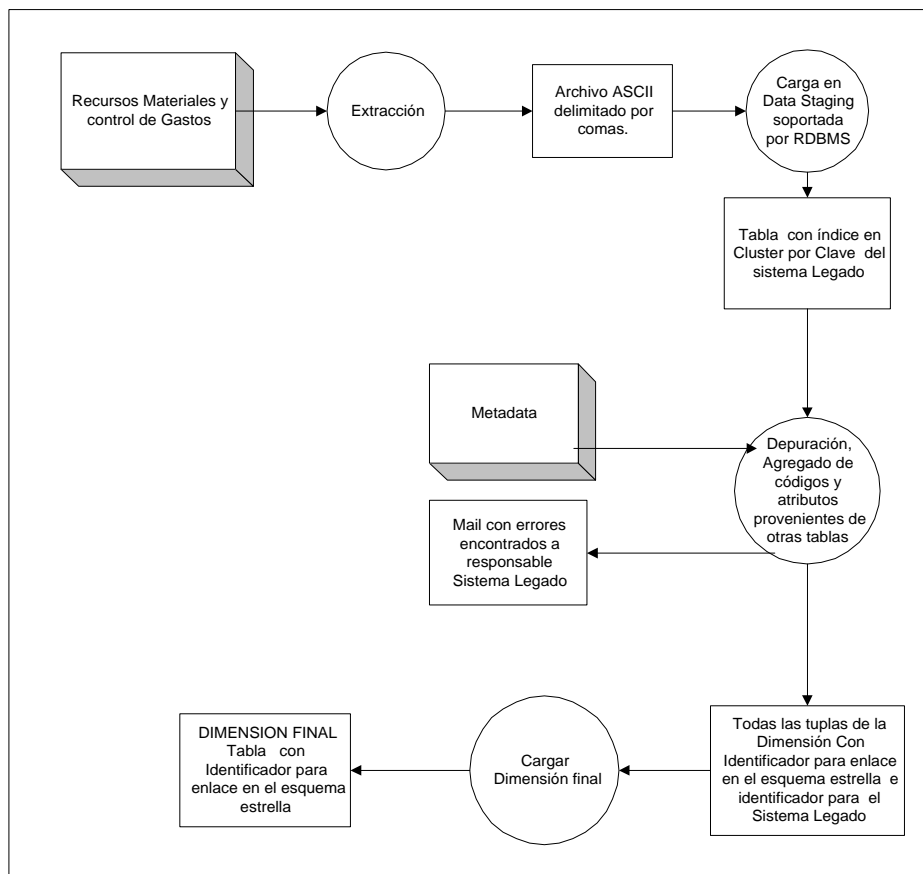 Recursos Materiales y
control de Gastos
Extracción
Archivo ASCII
delimitado por
comas.
Carga en
Data Staging
soportada
por RDBMS
Tabla con índice en
Cluster por Clave del
sistema Legado
Metadata
Depuración,
Agregado de
códigos y
atributos
provenientes de
otras tablas
Mail con errores
encontrados a
responsable
Sistema Legado
Todas las tuplas de la
Dimensión Con
Identificador para enlace
en el esquema estrella e
identificador para el
Sistema Legado
Cargar
Dimensión final
DIMENSION FINAL
Tabla con
Identificador para
enlace en el esquema
estrella